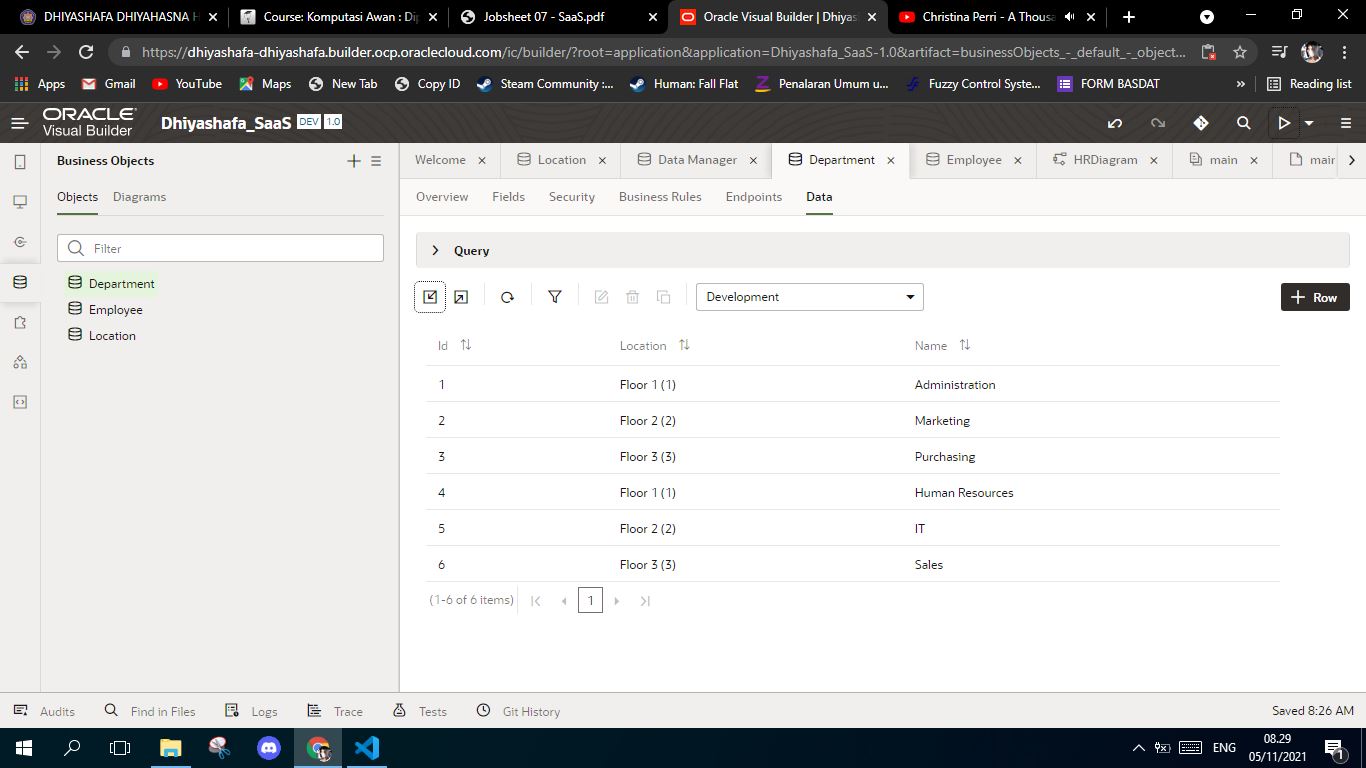 DHIYASHAFA DHIYAHASNA H
Course: Komputasi Awan : Dip
Jobsheet 07 - SaaS.pdf
Oracle Visual Builder | Dhiyash
Christina Perri - A Thousa
https://dhiyashafa-dhiyashafa.builder.ocp.oraclecloud.com/ic/builder/?root=application&application=Dhiyashafa_SaaS-1.0&artifact=businessObjects_-_default_-_object...
Apps
Gmail
YouTube
Maps
New Tab
Copy ID
Steam Community :...
Human: Fall Flat
Penalaran Umum u...
Fuzzy Control Syste...
FORM BASDAT
»
Reading list
ORACLE
Visual Builder
Dhiyashafa_SaaS DEV 1.0
Business Objects
Welcome
Location
Data Manager
Department
Employee
HRDiagram
main
main
Objects Diagrams
Overview Fields Security Business Rules Endpoints Data
Filter
Query
Department
Employee
Location
Development
Row
Id Location Name
1 Floor 1 (1) Administration
2 Floor 2 (2) Marketing
3 Floor 3 (3) Purchasing
4 Floor 1 (1) Human Resources
5 Floor 2 (2) IT
6 Floor 3 (3) Sales
(1-6 of 6 items) 1
Audits Find in Files Logs Trace Tests Git History Saved 8:26 AM
ENG
08.29
05/11/2021
1